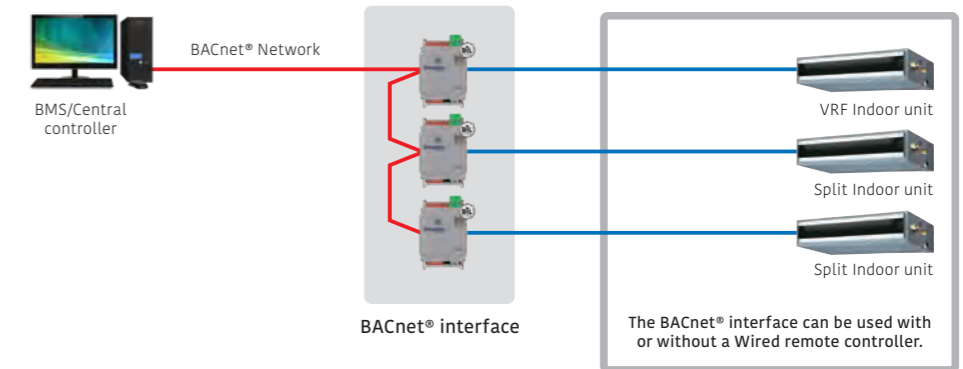 BACnet® Network
BMS/Central
controller
VRF Indoor unit
Split Indoor unit
Split Indoor unit
BACnet® interface
The BACnet® interface can be used with
or without a Wired remote controller.